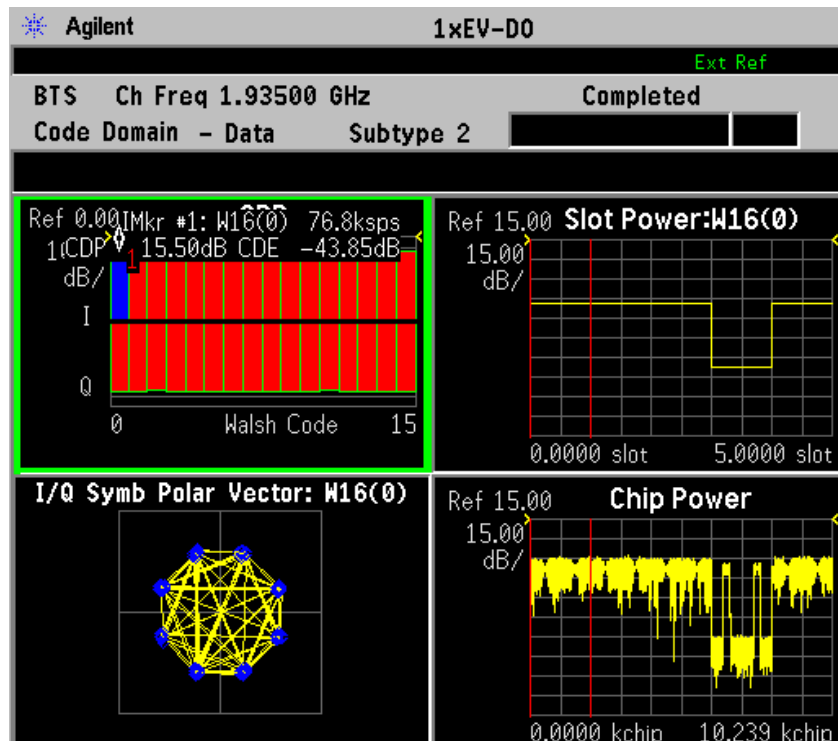 Agilent 1xEV-DO
Ext Ref
BTS Ch Freq 1.93500 GHz Completed
Code Domain - Data Subtype 2
Ref 0.00 IMkr #1: W16(0) 76.8ksps
CDP 15.50dB CDE -43.85dB
dB/
1
I
Q
0 Walsh Code 15
Ref 15.00 Slot Power:W16(0)
15.00
dB/
0.0000 slot 5.0000 slot
I/Q Symb Polar Vector: W16(0)
Ref 15.00 Chip Power
15.00
dB/
0.0000 kchip 10.239 kchip